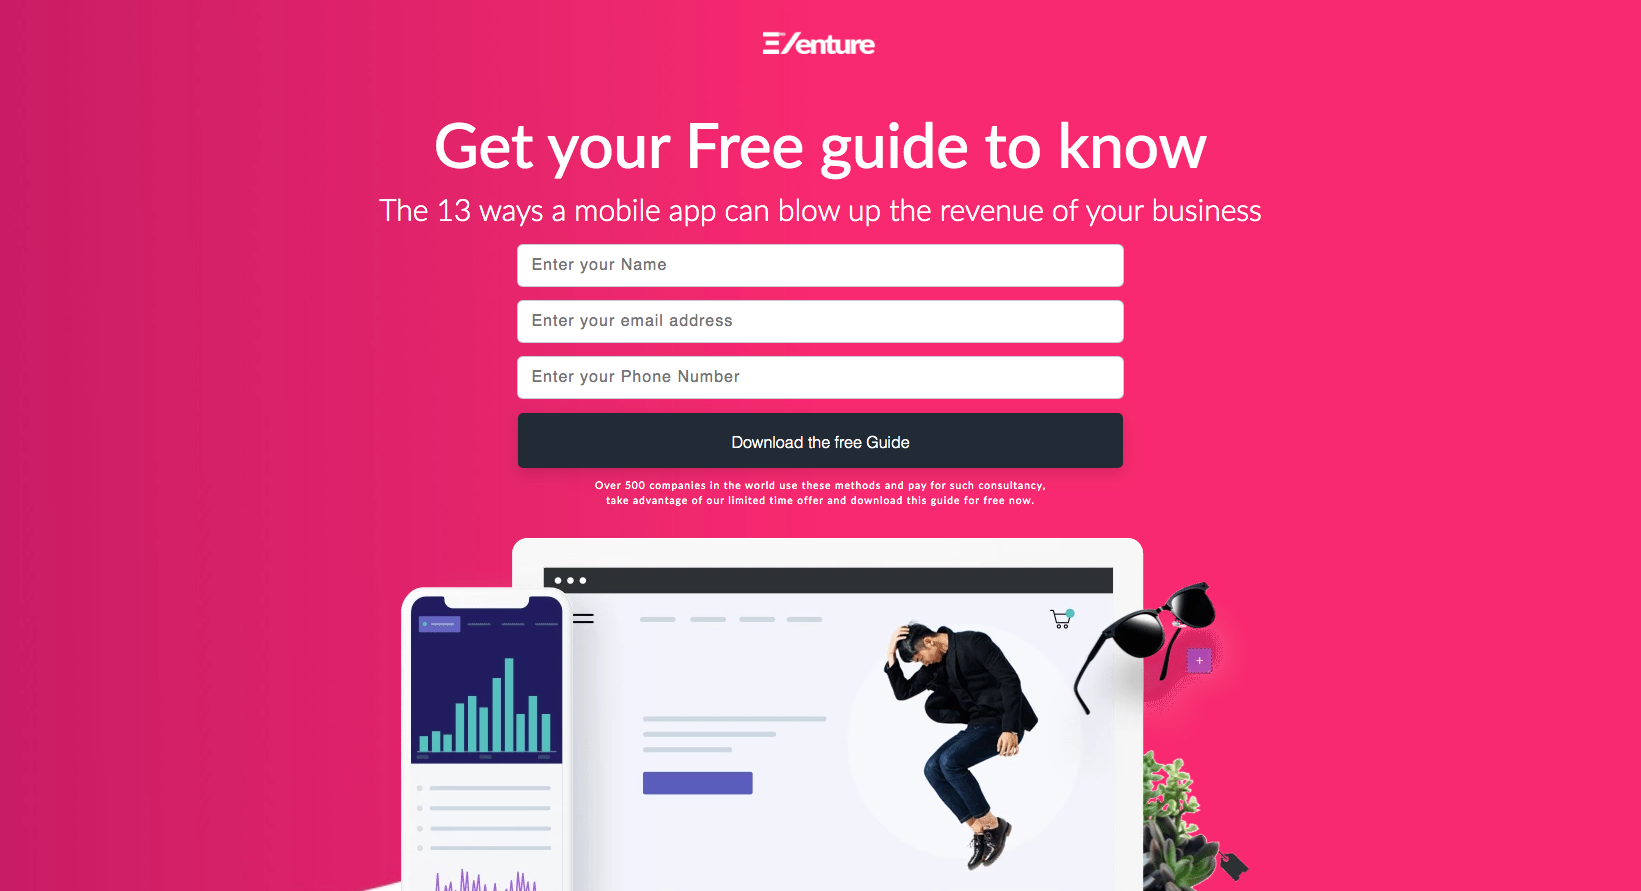 Eventure
Get your Free guide to know
The 13 ways a mobile app can blow up the revenue of your business
Enter your Name
Enter your email address
Enter your Phone Number
Download the free Guide
Over 500 companies in the world use these methods and pay for such consultancy,
take advantage of our limited time offer and download this guide for free now.
+